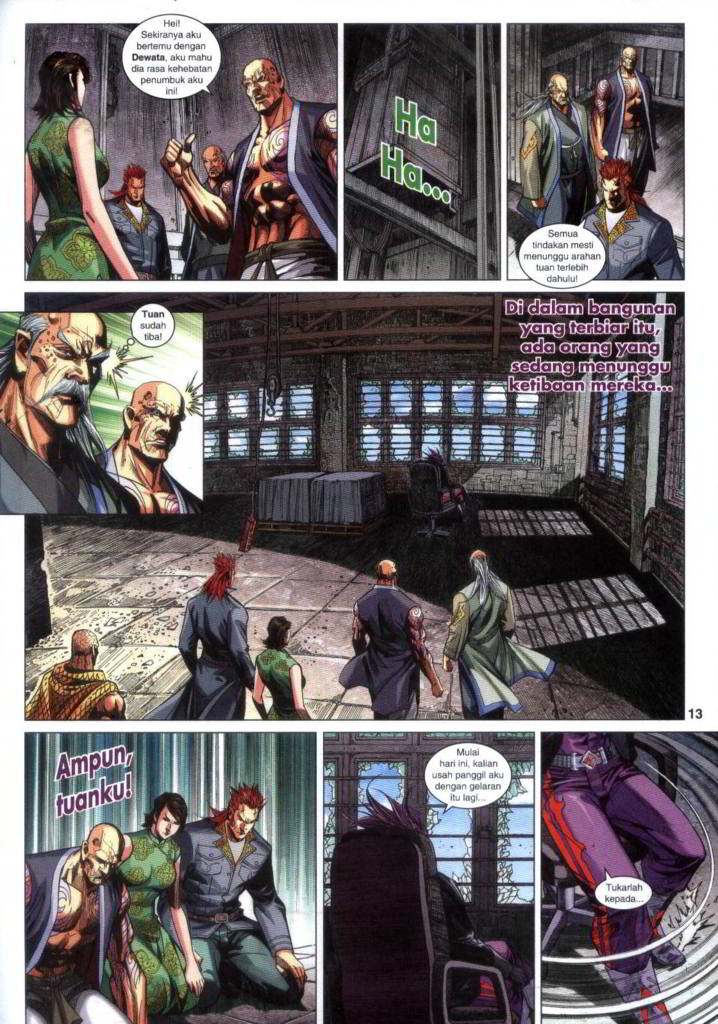 Hei!
Sekiranya aku
bertemu dengan
Dewata, aku mahu
dia rasa kehebatan
penumbuk aku
ini!
Ha
Ha...
Semua
tindakan mesti
menunggu arahan
tuan terlebih
dahulu!
Tuan
sudah
tiba!
Di dalam bangunan
yang terbiar itu,
ada orang yang
sedang menunggu
ketibaan mereka...
13
Ampun,
tuanku!
Mulai
hari ini, kalian
usah panggil aku
dengan gelaran
itu lagi...
Tukarlah
kepada...